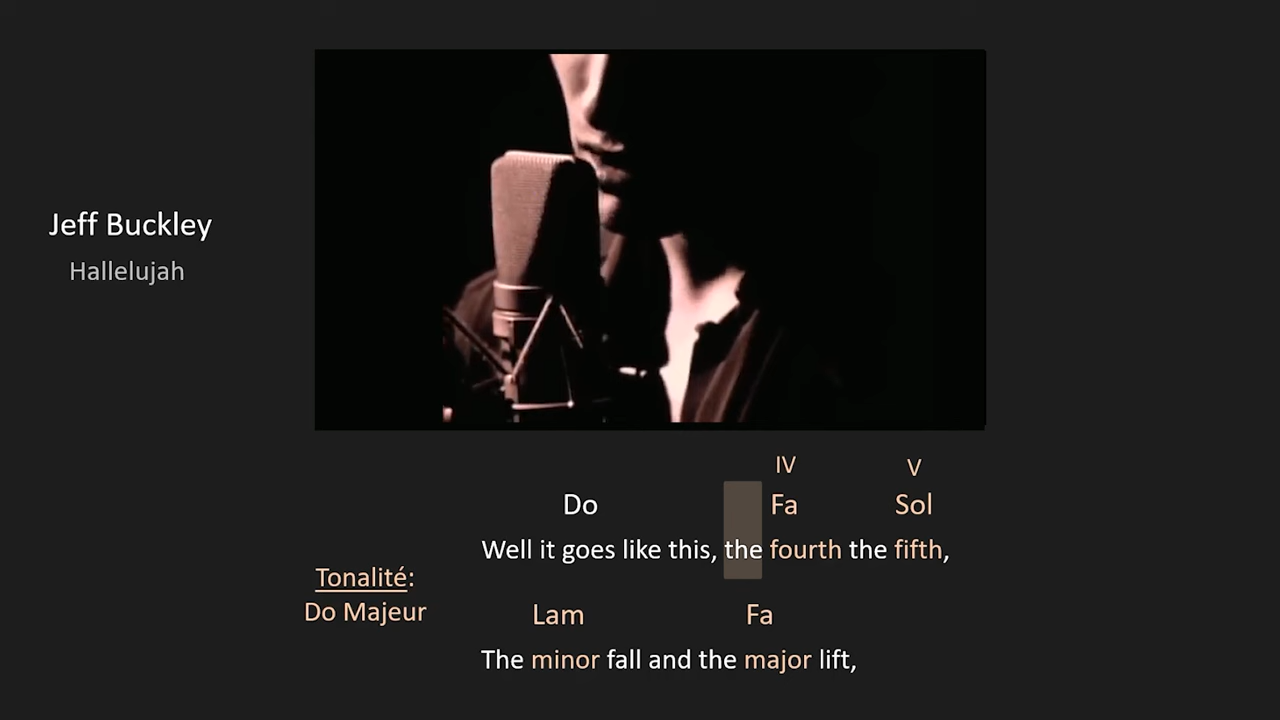 Jeff Buckley
Hallelujah
IV V
Do Fa Sol
Well it goes like this, the fourth the fifth,
Tonalité:
Do Majeur
Lam Fa
The minor fall and the major lift,